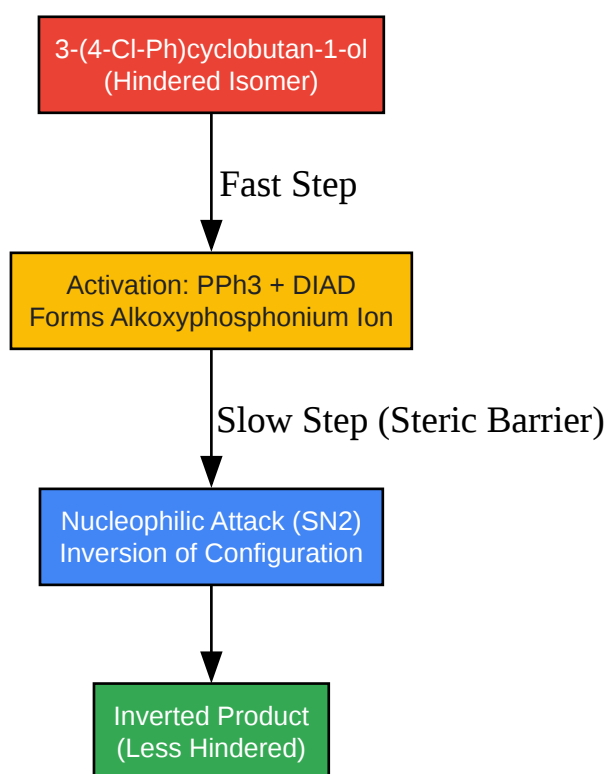 3-(4-Cl-Ph)cyclobutan-1-ol
(Hindered Isomer)
Fast Step
Activation: PPh3 + DIAD
Forms Alkoxyphosphonium Ion
Slow Step (Steric Barrier)
Nucleophilic Attack (SN2)
Inversion of Configuration
Inverted Product
(Less Hindered)